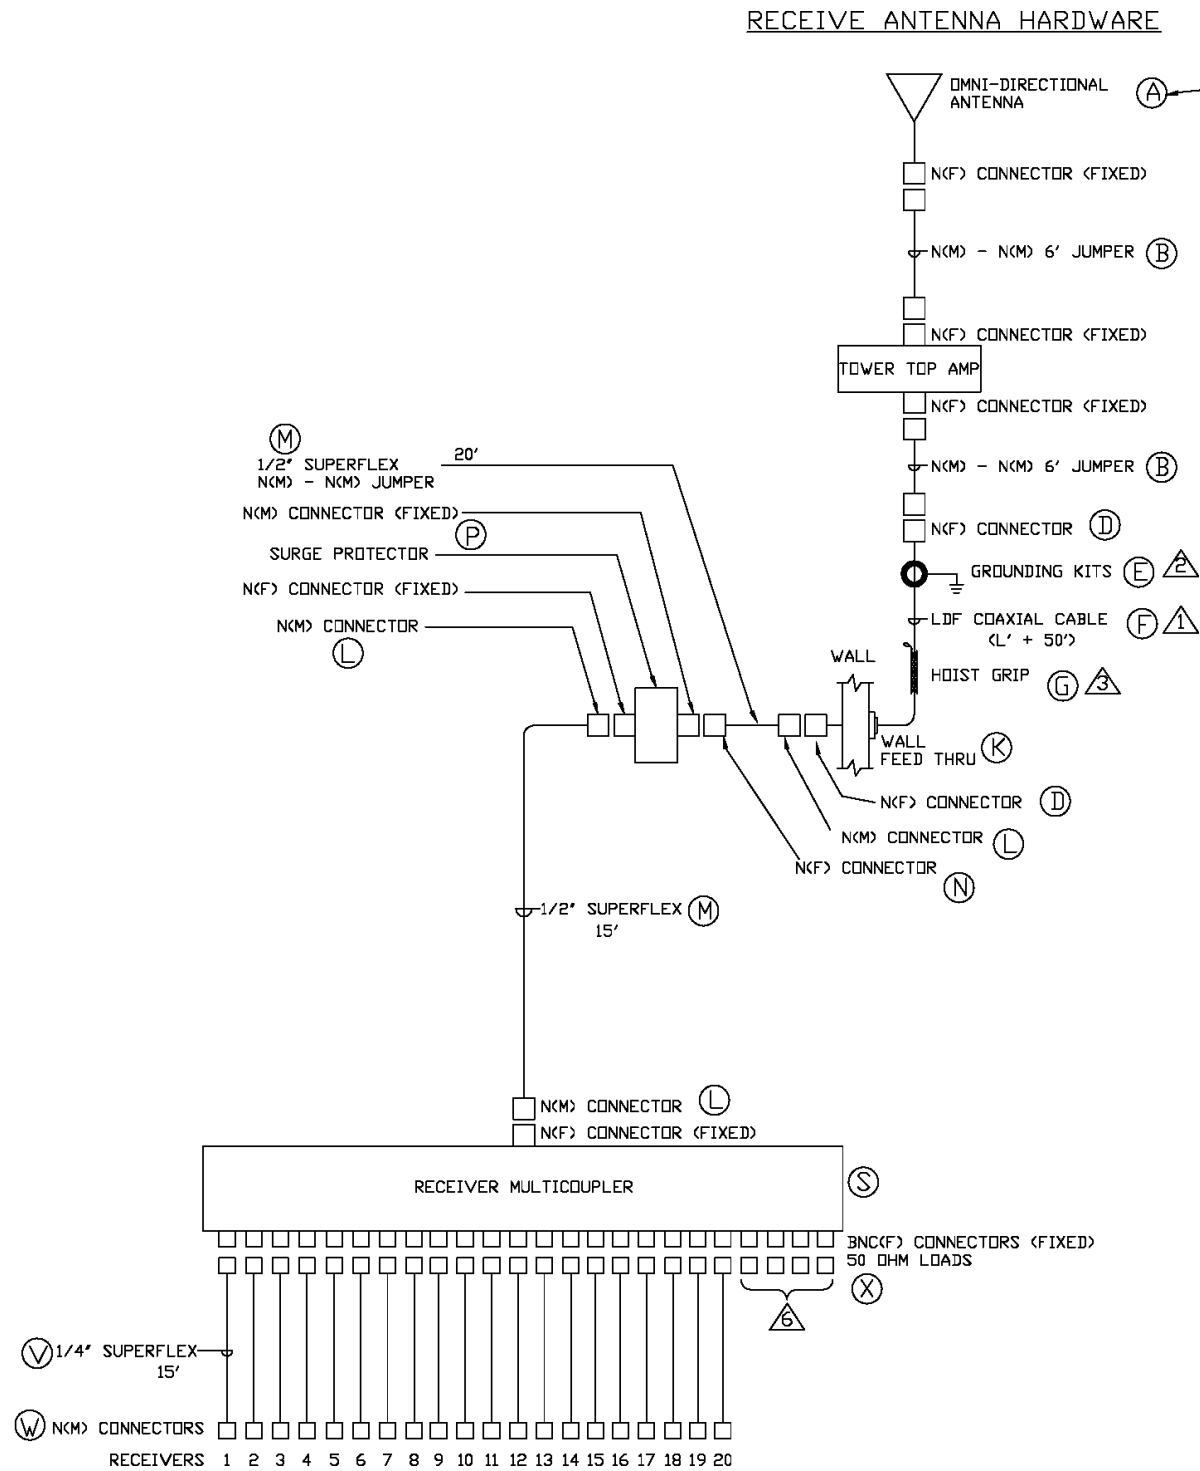 RECEIVE ANTENNA HARDWARE
OMNI-DIRECTIONAL
ANTENNA
A
N(F) CONNECTOR (FIXED)
N(M) - N(M) 6' JUMPER B
N(F) CONNECTOR (FIXED)
TOWER TOP AMP
N(F) CONNECTOR (FIXED)
M
1/2" SUPERFLEX
N(M) - N(M) JUMPER
20'
N(M) - N(M) 6' JUMPER B
N(M) CONNECTOR (FIXED)
P
N(F) CONNECTOR D
SURGE PROTECTOR
GROUNDING KITS E 2
N(F) CONNECTOR (FIXED)
LDF COAXIAL CABLE
(L' + 50')
F 1
N(M) CONNECTOR
L
WALL
HOIST GRIP G 3
WALL
FEED THRU K
N(F) CONNECTOR D
N(M) CONNECTOR L
N(F) CONNECTOR
N
1/2" SUPERFLEX M
15'
N(M) CONNECTOR L
N(F) CONNECTOR (FIXED)
RECEIVER MULTICOUPLER S
BNC(F) CONNECTORS (FIXED)
50 OHM LOADS
X
6
V 1/4" SUPERFLEX
15'
W N(M) CONNECTORS
RECEIVERS 1 2 3 4 5 6 7 8 9 10 11 12 13 14 15 16 17 18 19 20